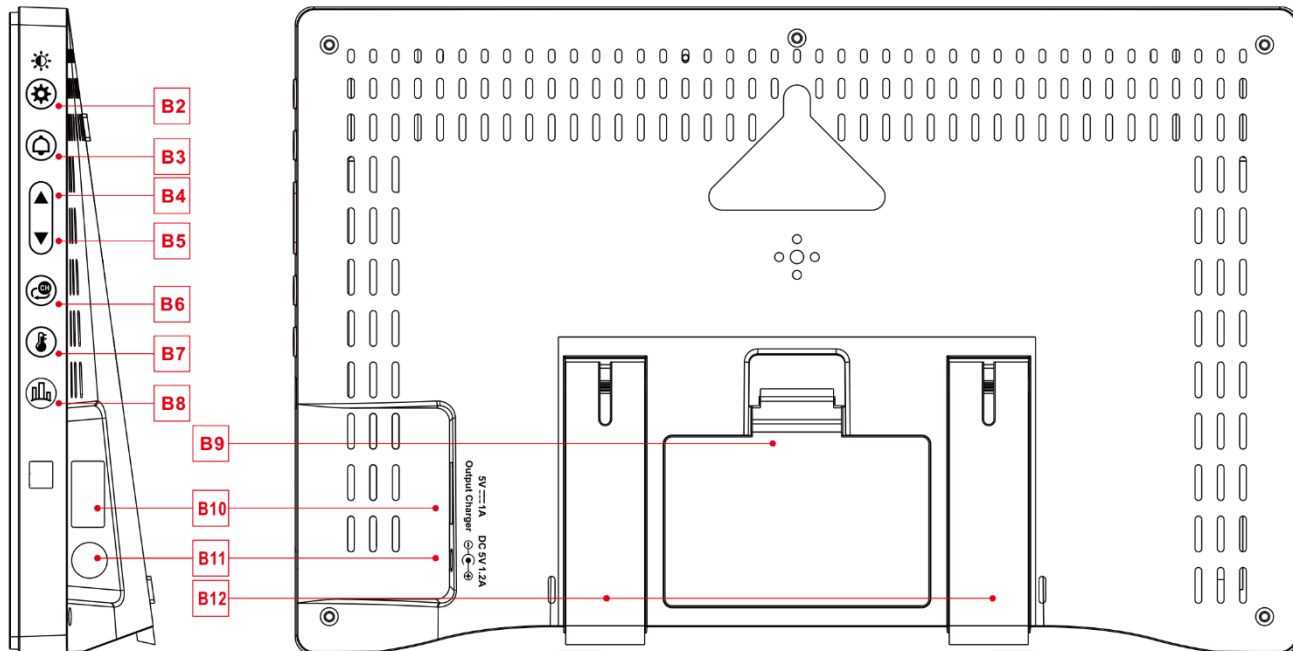 B2
B3
B4
B5
CH
B6
B7
B8
B9
B10
B11
B12
5V⎓1A
Output Charger
DC 5V 1.2A